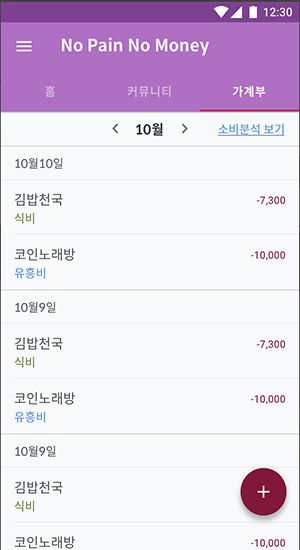 12:30
No Pain No Money
홈 커뮤니티 가계부
10월 소비분석 보기
10월10일
김밥천국 -7,300
식비
코인노래방 -10,000
유흥비
10월9일
김밥천국 -7,300
식비
코인노래방 -10,000
유흥비
10월9일
김밥천국
식비
코인노래방 -10,000